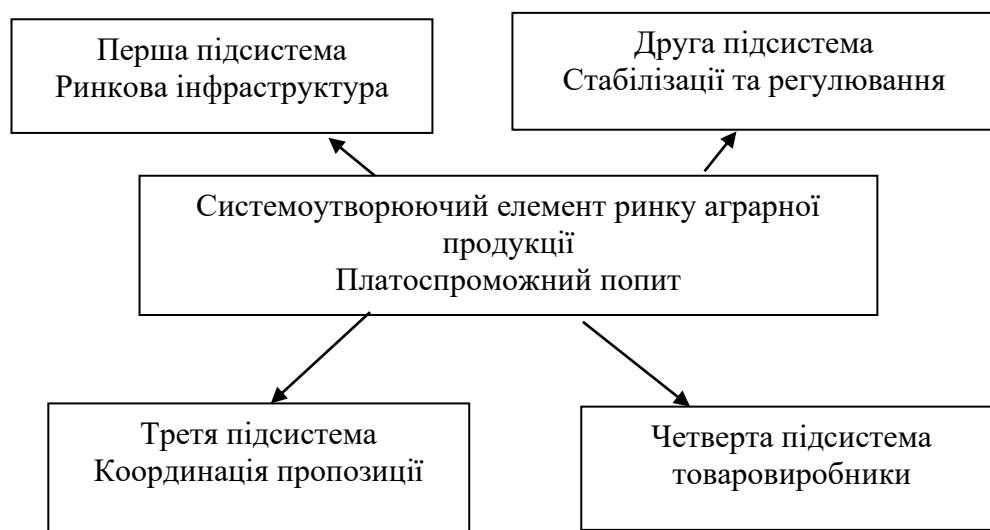 Перша підсистема
Ринкова інфраструктура
Друга підсистема
Стабілізації та регулювання
Системоутворюючий елемент ринку аграрної
продукції
Платоспроможний попит
Третя підсистема
Координація пропозиції
Четверта підсистема
товаровиробники